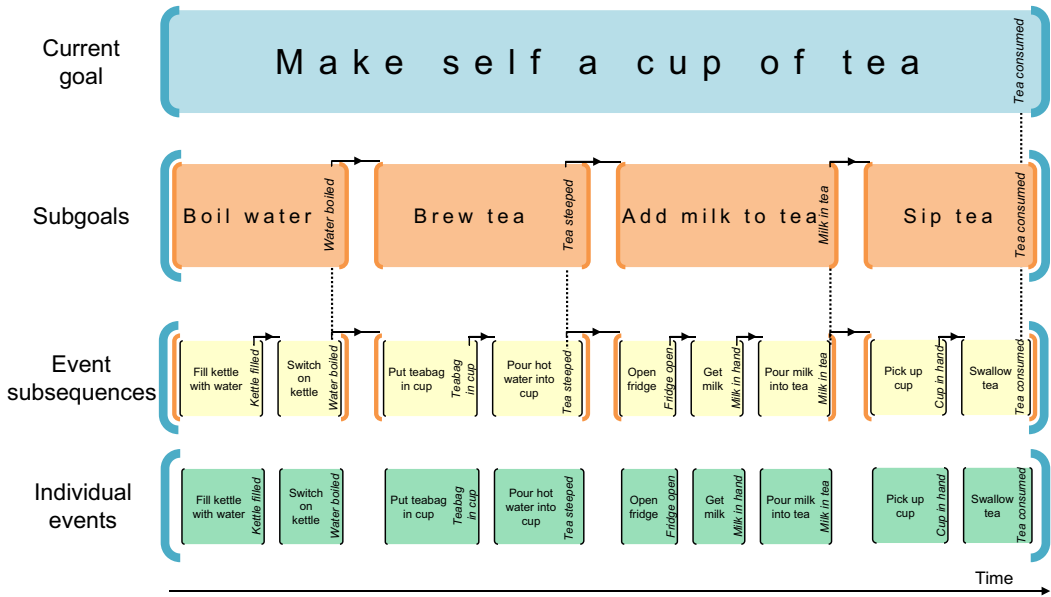 Current
goal
Make self a cup of tea
Tea consumed
Subgoals
Boil water
Water boiled
Brew tea
Tea steeped
Add milk to tea
Milk in tea
Sip tea
Tea consumed
Event
subsequences
Fill kettle
with water
Kettle filled
Switch
on
kettle
Water boiled
Put teabag
in cup
Teabag
in cup
Pour hot
water into
cup
Tea steeped
Open
fridge
Fridge open
Get
milk
Milk in hand
Pour milk
into tea
Milk in tea
Pick up
cup
Cup in hand
Swallow
tea
Tea consumed
Individual
events
Fill kettle
with water
Kettle filled
Switch
on
kettle
Water boiled
Put teabag
in cup
Teabag
in cup
Pour hot
water into
cup
Tea steeped
Open
fridge
Fridge open
Get
milk
Milk in hand
Pour milk
into tea
Milk in tea
Pick up
cup
Cup in hand
Swallow
tea
Tea consumed
Time